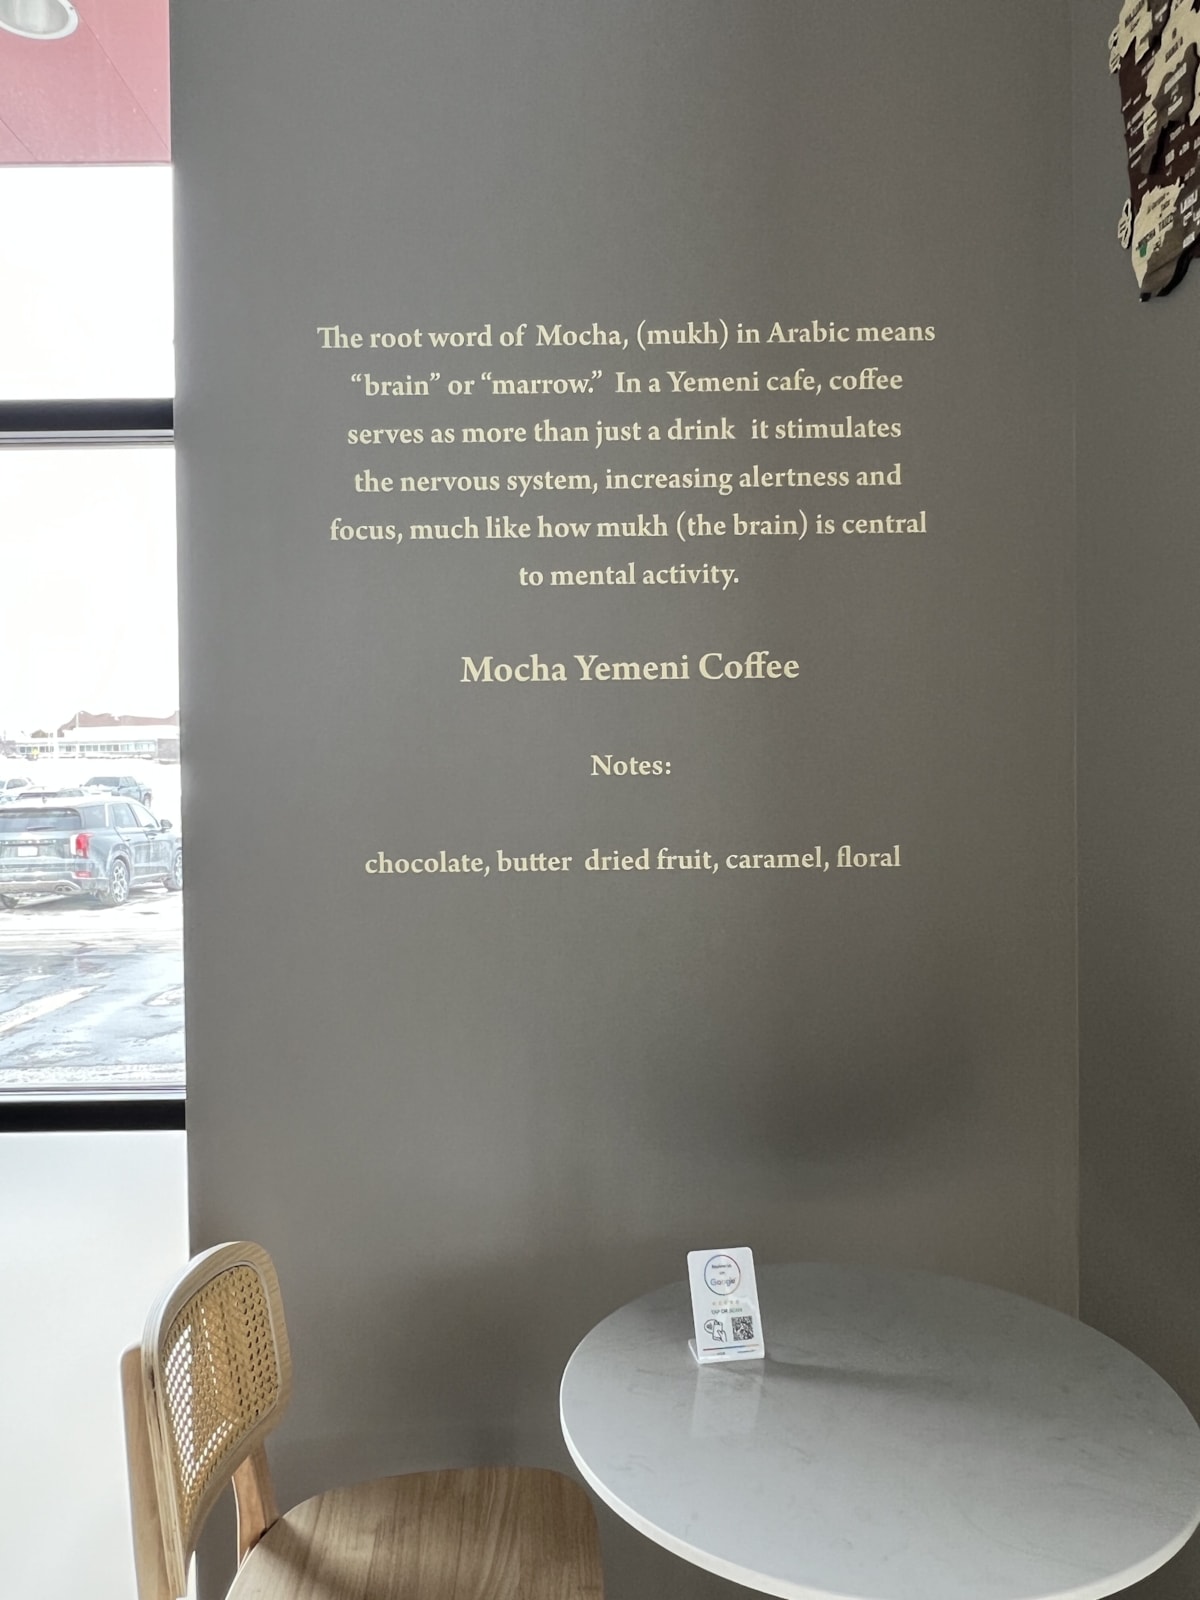 The root word of Mocha, (mukh) in Arabic means
“brain” or “marrow.” In a Yemeni cafe, coffee
serves as more than just a drink it stimulates
the nervous system, increasing alertness and
focus, much like how mukh (the brain) is central
to mental activity.
Mocha Yemeni Coffee
Notes:
chocolate, butter dried fruit, caramel, floral
Google